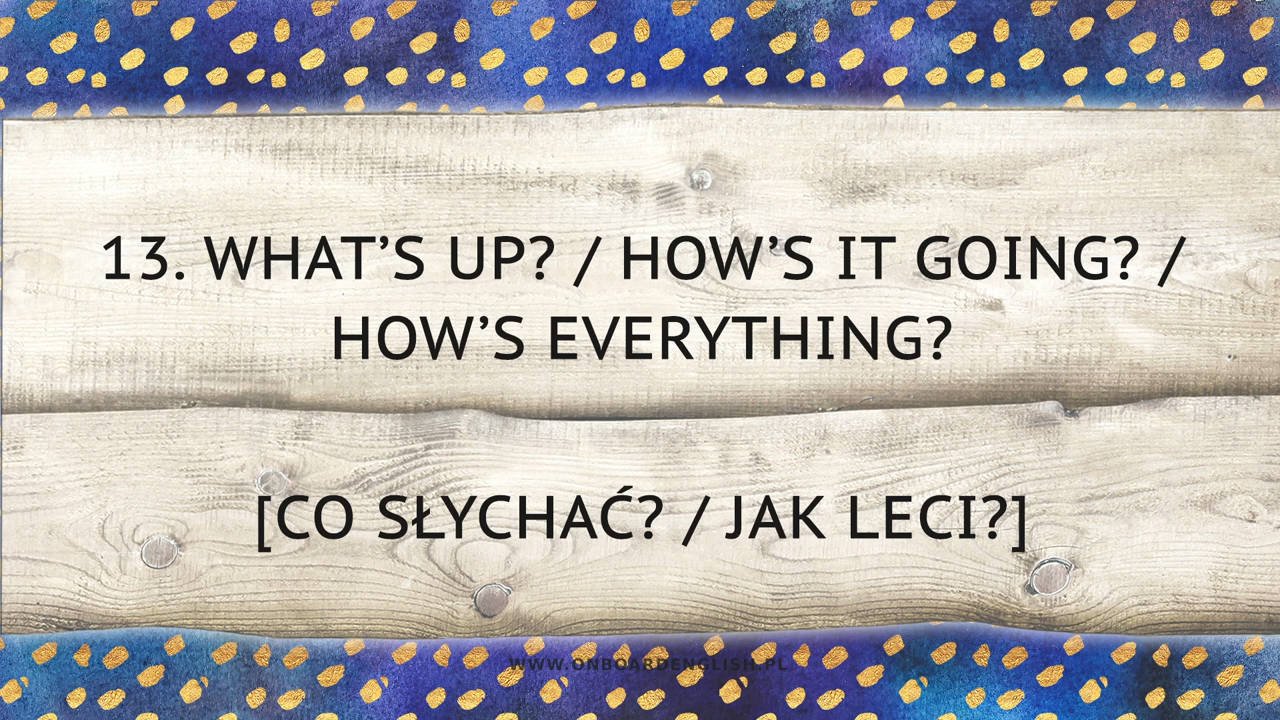 13. WHAT’S UP? / HOW’S IT GOING? /
HOW’S EVERYTHING?
[CO SŁYCHAĆ? / JAK LECI?]
WWW.ONBOARDENGLISH.PL